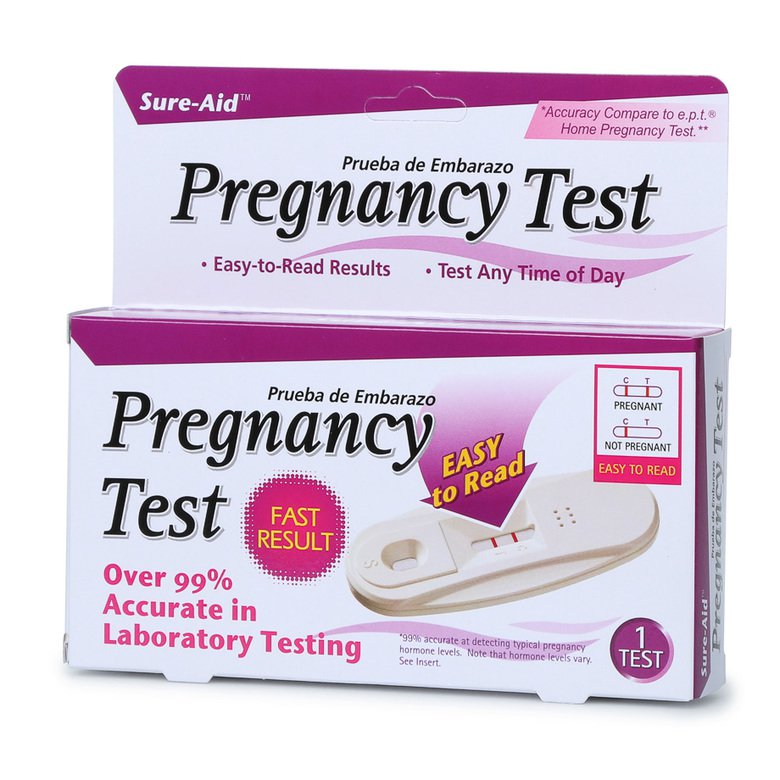 Sure-Aid™
*Accuracy Compare to e.p.t.®
Home Pregnancy Test.**
Prueba de Embarazo
Pregnancy Test
• Easy-to-Read Results • Test Any Time of Day
Prueba de Embarazo
Pregnancy
Test
FAST
RESULT
Over 99%
Accurate in
Laboratory Testing
EASY
to Read
S
C T
PREGNANT
C T
NOT PREGNANT
EASY TO READ
*99% accurate at detecting typical pregnancy
hormone levels. Note that hormone levels vary.
See Insert.
1
TEST
Sure-Aid™
Prueba de Embarazo
Pregnancy Test